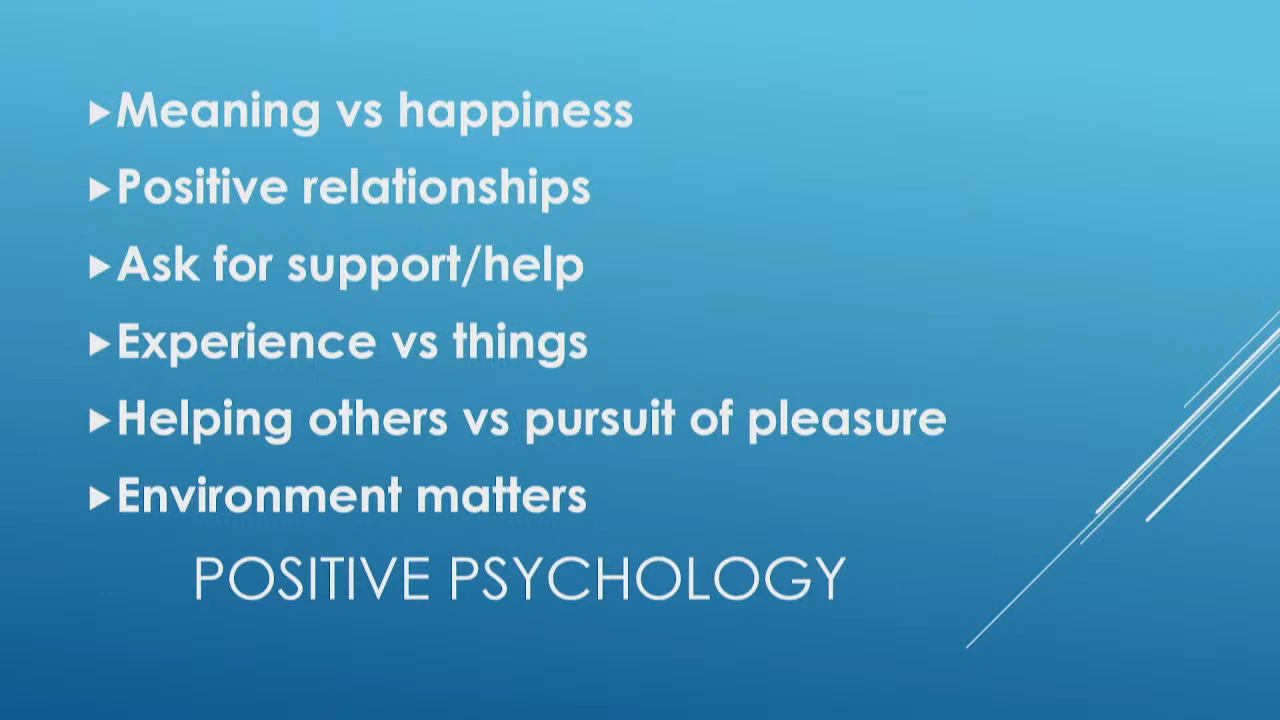 Meaning vs happiness
Positive relationships
Ask for support/help
Experience vs things
Helping others vs pursuit of pleasure
Environment matters
POSITIVE PSYCHOLOGY